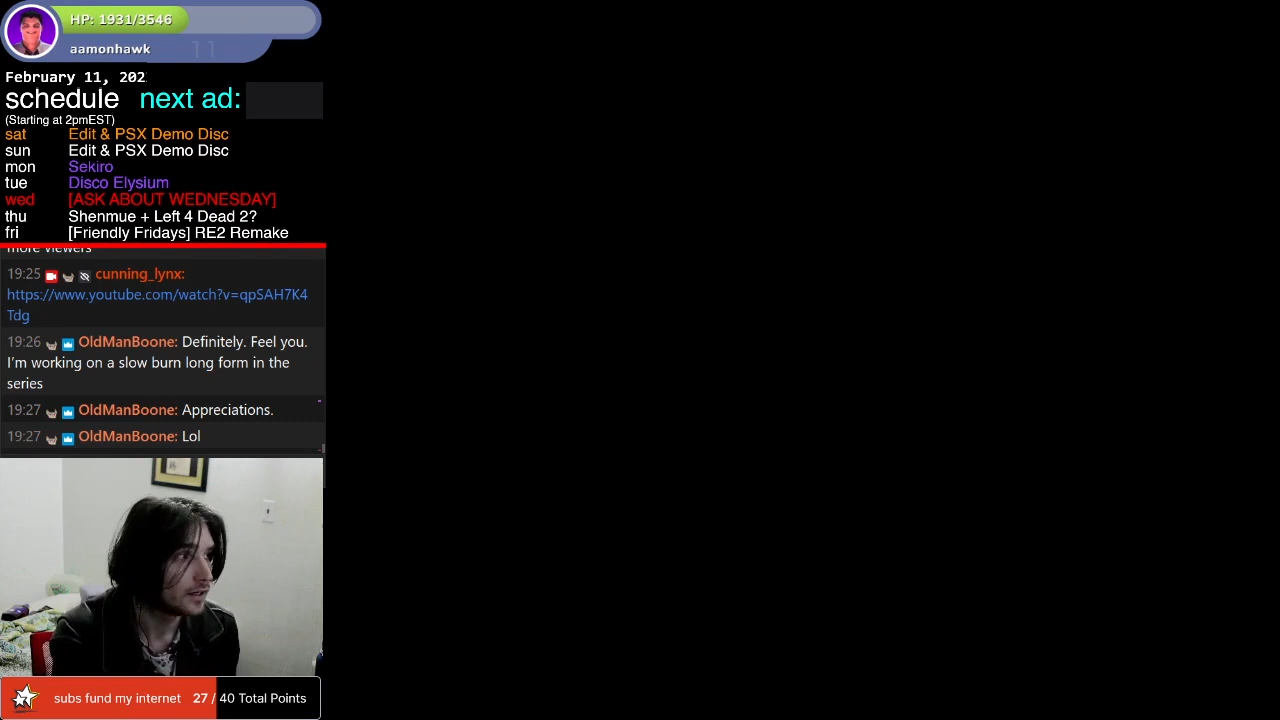 HP: 1931/3546
aamonhawk
11
February 11, 202
schedule next ad:
(Starting at 2pmEST)
sat Edit & PSX Demo Disc
sun Edit & PSX Demo Disc
mon Sekiro
tue Disco Elysium
wed [ASK ABOUT WEDNESDAY]
thu Shenmue + Left 4 Dead 2?
fri [Friendly Fridays] RE2 Remake
more viewers
19:25 cunning_lynx:
https://www.youtube.com/watch?v=qpSAH7K4
Tdg
19:26 OldManBoone: Definitely. Feel you.
I'm working on a slow burn long form in the
series
19:27 OldManBoone: Appreciations.
19:27 OldManBoone: Lol
subs fund my internet 27 / 40 Total Points